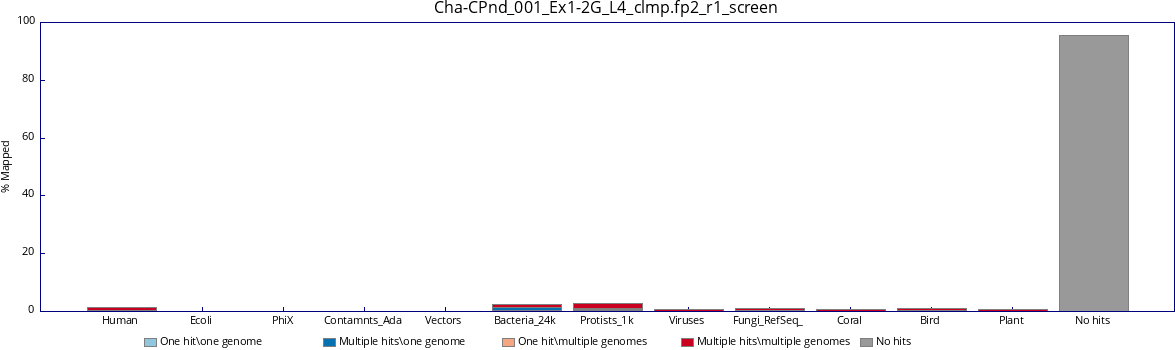 Cha-CPnd_001_Ex1-2G_L4_clmp.fp2_r1_screen
100
80
60
40
20
0
% Mapped
Human Ecoli PhiX Contamnts_Ada Vectors Bacteria_24k Protists_1k Viruses Fungi_RefSeq_ Coral Bird Plant No hits
One hit\one genome Multiple hits\one genome One hit\multiple genomes Multiple hits\multiple genomes No hits